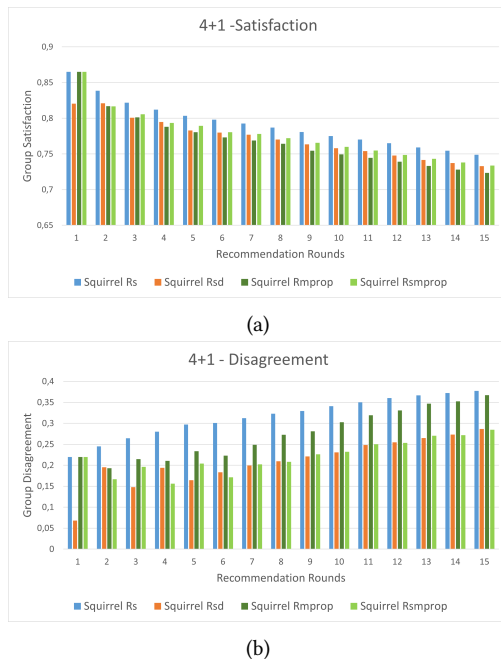 4+1 -Satisfaction
0,9
0,85
0,8
0,75
0,7
0,65
Group Satisfaction
1 2 3 4 5 6 7 8 9 10 11 12 13 14 15
Recommendation Rounds
Squirrel Rs Squirrel Rsd Squirrel Rmprop Squirrel Rsmprop
(a)
4+1 - Disagreement
0,4
0,35
0,3
0,25
0,2
0,15
0,1
0,05
0
Group Disagreement
1 2 3 4 5 6 7 8 9 10 11 12 13 14 15
Recommendation Rounds
Squirrel Rs Squirrel Rsd Squirrel Rmprop Squirrel Rsmprop
(b)